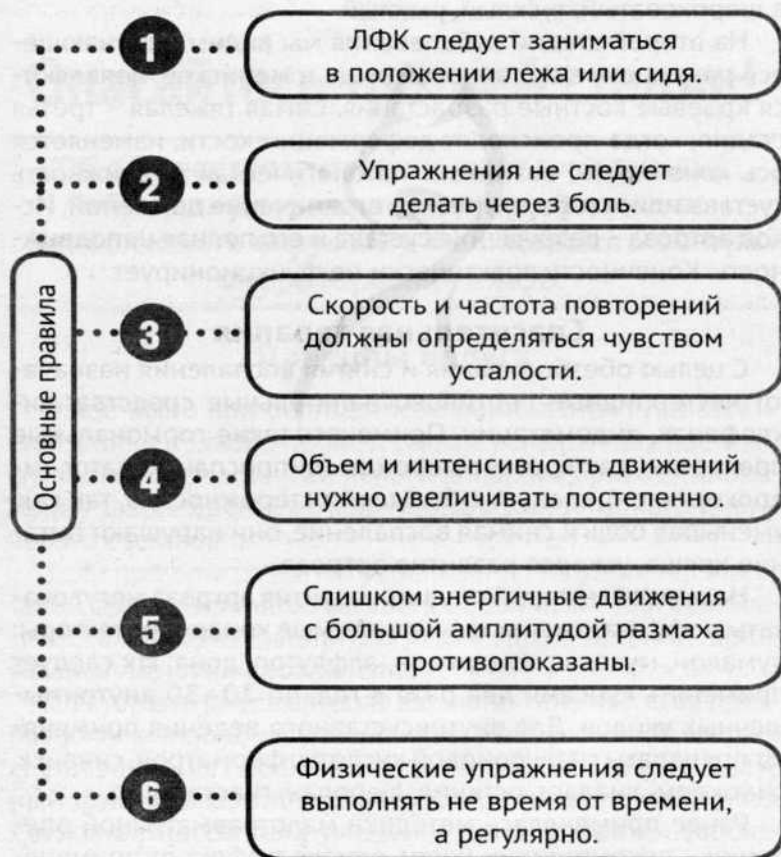 Основные правила
1
ЛФК следует заниматься
в положении лежа или сидя.
2
Упражнения не следует
делать через боль.
3
Скорость и частота повторений
должны определяться чувством
усталости.
4
Объем и интенсивность движений
нужно увеличивать постепенно.
5
лишком энергичные движения
большой амплитудой размаха
противопоказаны.
6
Физические упражнения следует
выполнять не время от времени,
а регулярно.